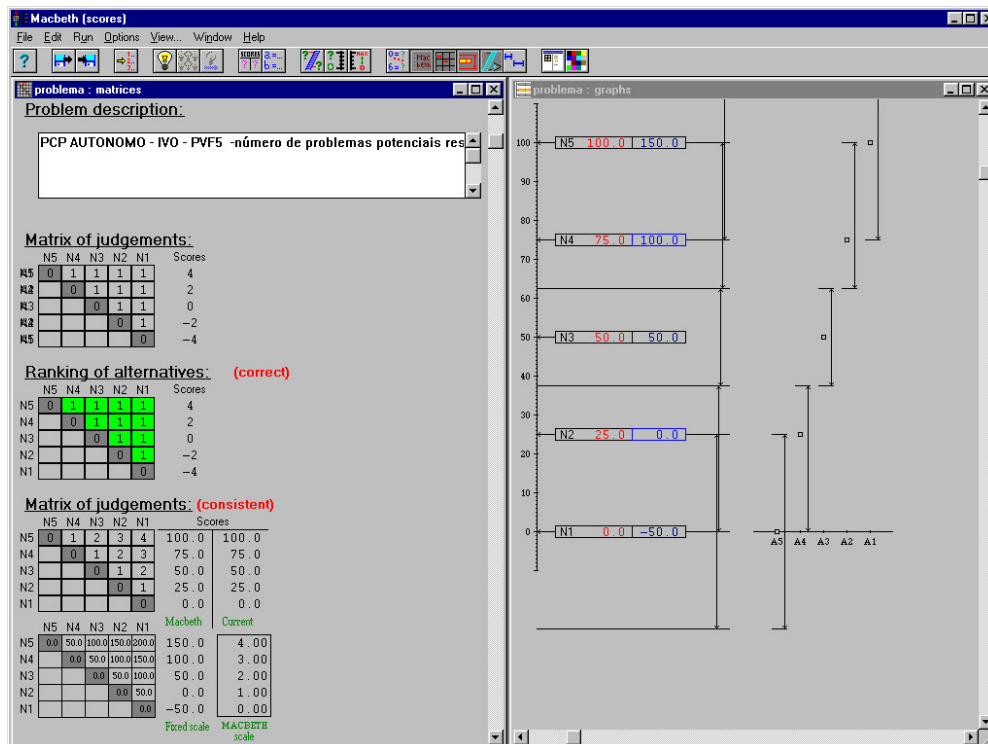 Macbeth (scores)
File Edit Run Options View... Window Help
problema : matrices
Problem description:
PCP AUTONOMO - IVO - PVF5 -número de problemas potenciais res
Matrix of judgements:
N5 N4 N3 N2 N1 Scores
0 1 1 1 1 4
0 1 1 1 2
0 1 1 0
0 1 -2
0 -4
Ranking of alternatives: (correct)
N5 N4 N3 N2 N1 Scores
N5 0 1 1 1 1 4
N4 0 1 1 1 2
N3 0 1 1 0
N2 0 1 -2
N1 0 -4
Matrix of judgements: (consistent)
N5 N4 N3 N2 N1 Scores
N5 0 1 2 3 4 100.0 100.0
N4 0 1 2 3 75.0 75.0
N3 0 1 2 50.0 50.0
N2 0 1 25.0 25.0
N1 0 0.0 0.0
N5 N4 N3 N2 N1 Macbeth Current
N5 0.0 50.0 100.0 150.0 200.0 150.0 4.00
N4 0.0 50.0 100.0 150.0 100.0 3.00
N3 0.0 50.0 100.0 50.0 2.00
N2 0.0 50.0 0.0 1.00
N1 0.0 -50.0 0.00
Fixed scale MACBETH
scale
problema : graphs
100 N5 100.0 150.0
90
80
N4 75.0 100.0
70
60
50 N3 50.0 50.0
40
30
N2 25.0 0.0
20
10
0 N1 0.0 -50.0
A5 A4 A3 A2 A1